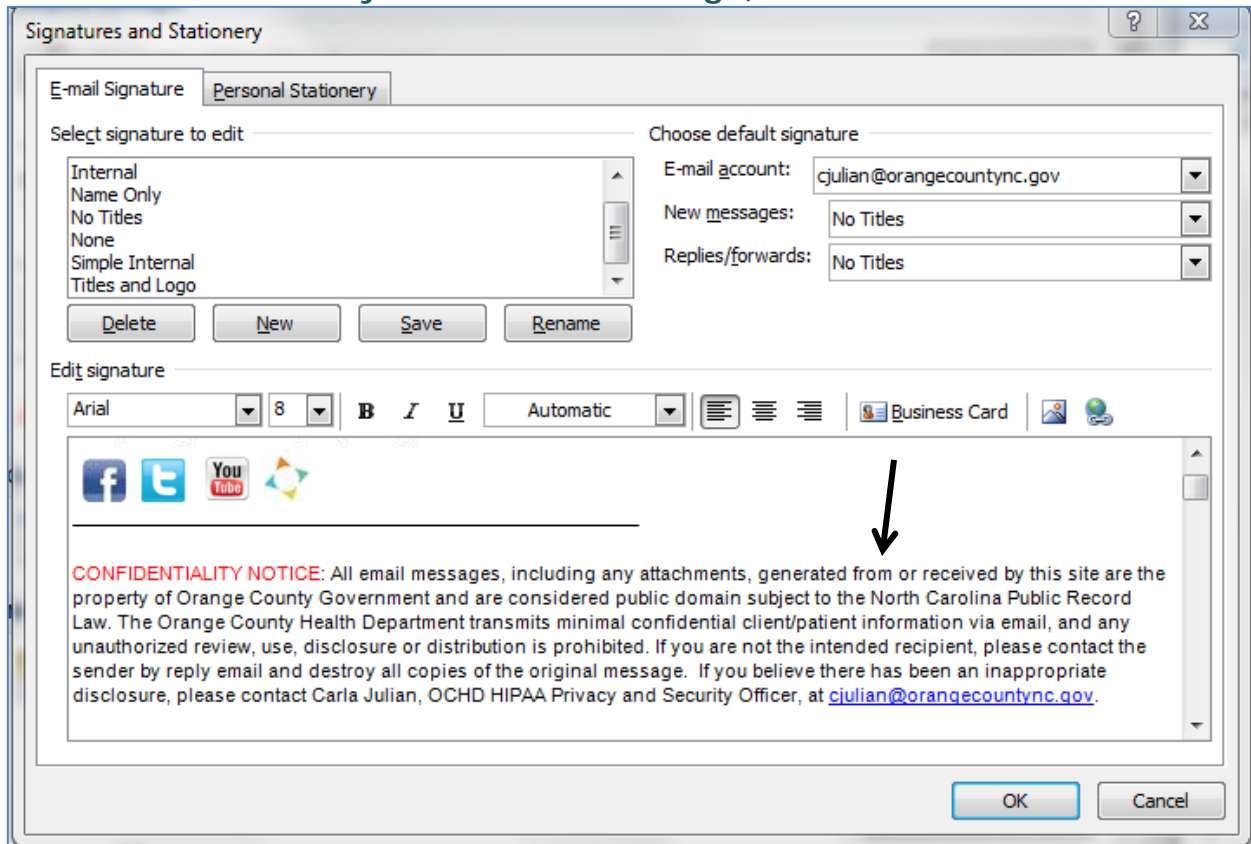 Signatures and Stationery
E-mail Signature Personal Stationery
Select signature to edit
Internal
Name Only
No Titles
None
Simple Internal
Titles and Logo
Delete New Save Rename
Choose default signature
E-mail account: cjulian@orangecountync.gov
New messages: No Titles
Replies/forwards: No Titles
Edit signature
Arial 8 B I U Automatic Business Card
f t You Tube
CONFIDENTIALITY NOTICE: All email messages, including any attachments, generated from or received by this site are the
property of Orange County Government and are considered public domain subject to the North Carolina Public Record
Law. The Orange County Health Department transmits minimal confidential client/patient information via email, and any
unauthorized review, use, disclosure or distribution is prohibited. If you are not the intended recipient, please contact the
sender by reply email and destroy all copies of the original message. If you believe there has been an inappropriate
disclosure, please contact Carla Julian, OCHD HIPAA Privacy and Security Officer, at cjulian@orangecountync.gov.
OK Cancel